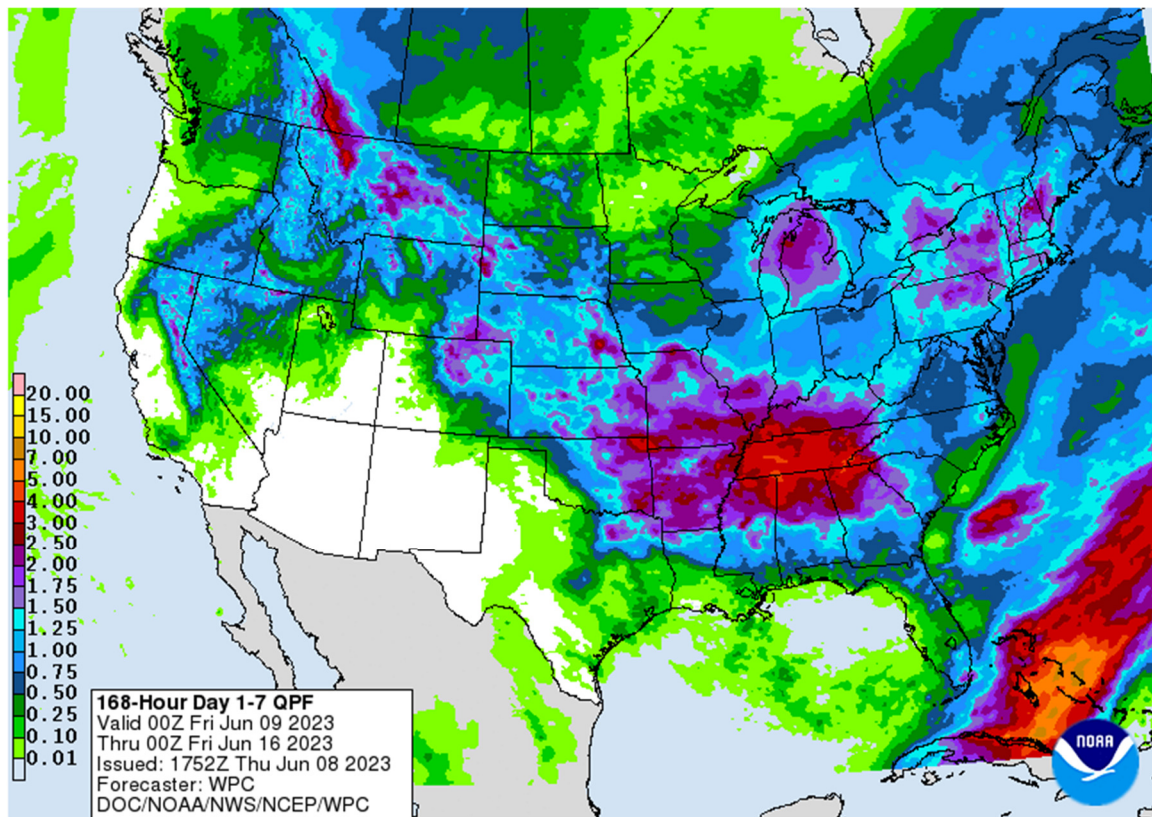 20.00
15.00
10.00
7.00
5.00
4.00
3.00
2.50
2.00
1.75
1.50
1.25
1.00
0.75
0.50
0.25
0.10
0.01
168-Hour Day 1-7 QPF
Valid 00Z Fri Jun 09 2023
Thru 00Z Fri Jun 16 2023
Issued: 1752Z Thu Jun 08 2023
Forecaster: WPC
DOC/NOAA/NWS/NCEP/WPC
NOAA